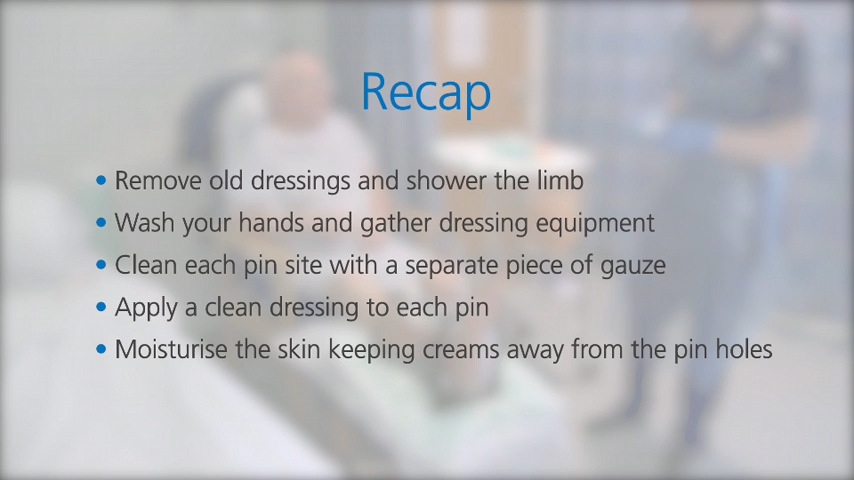 Recap
• Remove old dressings and shower the limb
• Wash your hands and gather dressing equipment
• Clean each pin site with a separate piece of gauze
• Apply a clean dressing to each pin
• Moisturise the skin keeping creams away from the pin holes